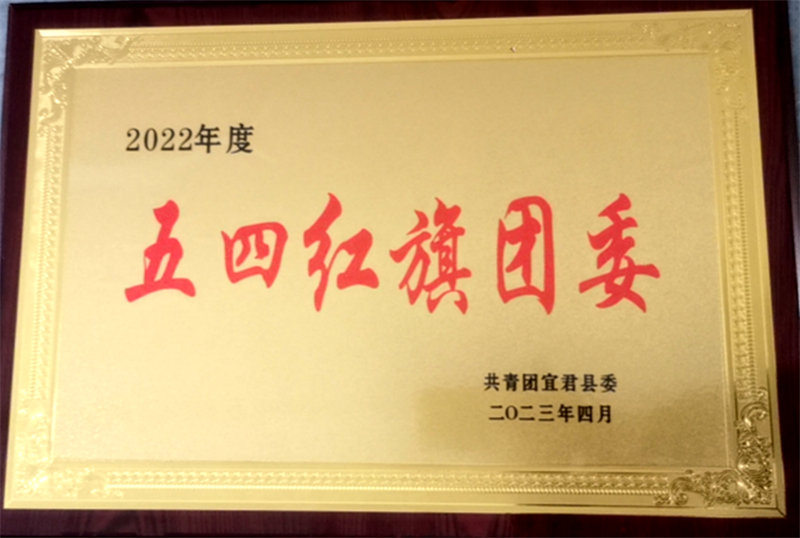 2022年度
五四红旗团委
共青团宜君县委
二〇二三年四月